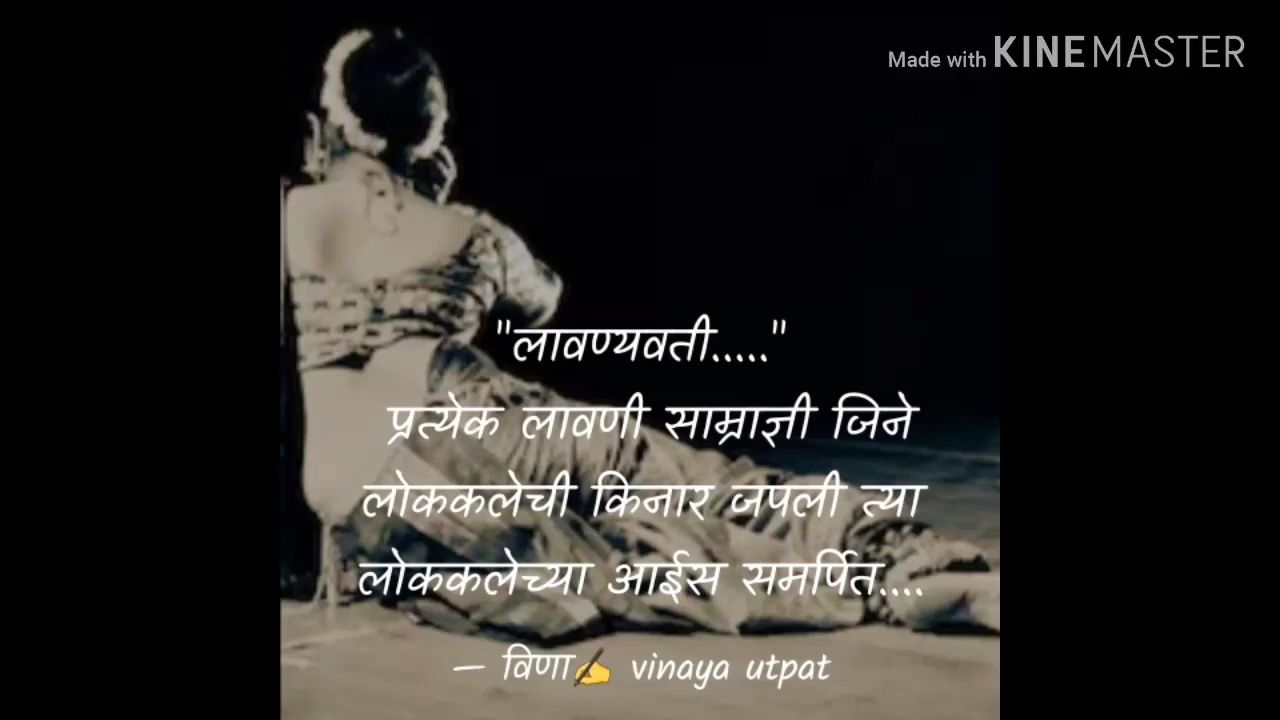 Made with KINEMASTER
"लावण्यवती....."
प्रत्येक लावणी साम्राज्ञी जिने
लोककलेची किनार जपली त्या
लोककलेच्या आईस समर्पित....
— विणा✍ vinaya utpat